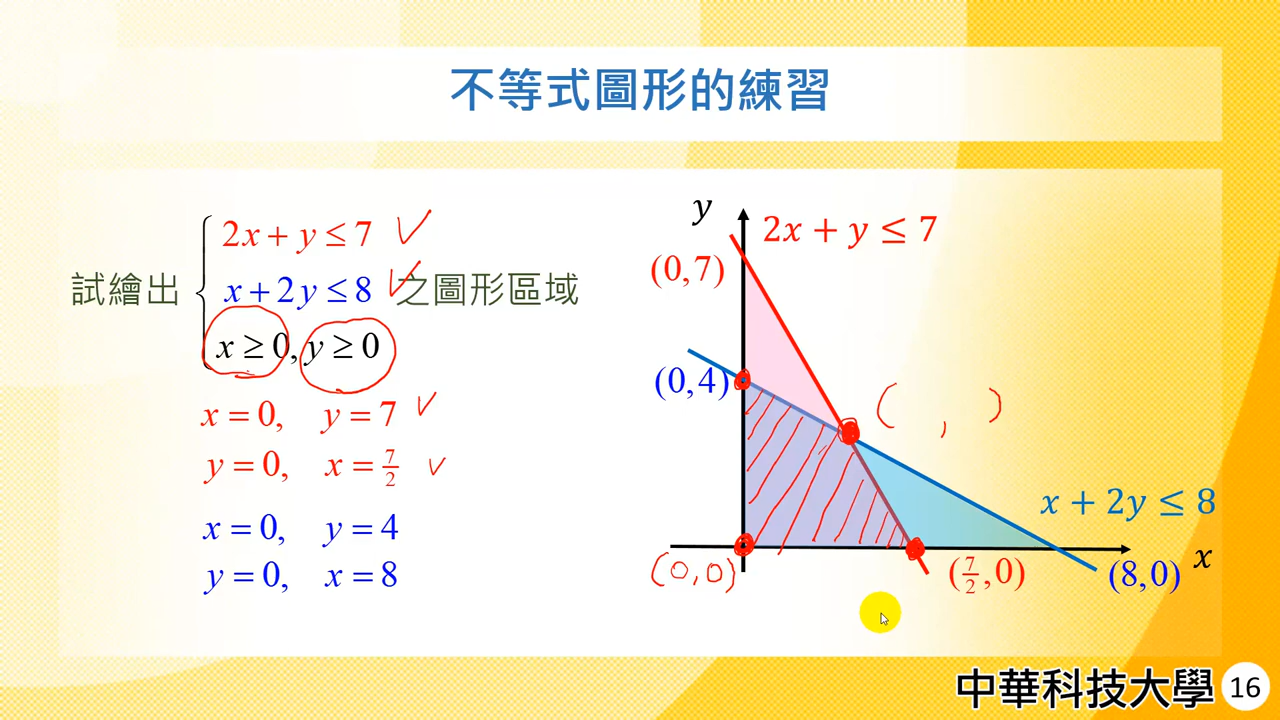 不等式圖形的練習
試繪出
2x + y ≤ 7
x + 2y ≤ 8
x ≥ 0, y ≥ 0
之圖形區域
x = 0, y = 7
y = 0, x = 7/2
x = 0, y = 4
y = 0, x = 8
y
2x + y ≤ 7
(0,7)
(0,4)
( , )
x + 2y ≤ 8
x
(0,0)
(7/2,0)
(8,0)
中華科技大學 16